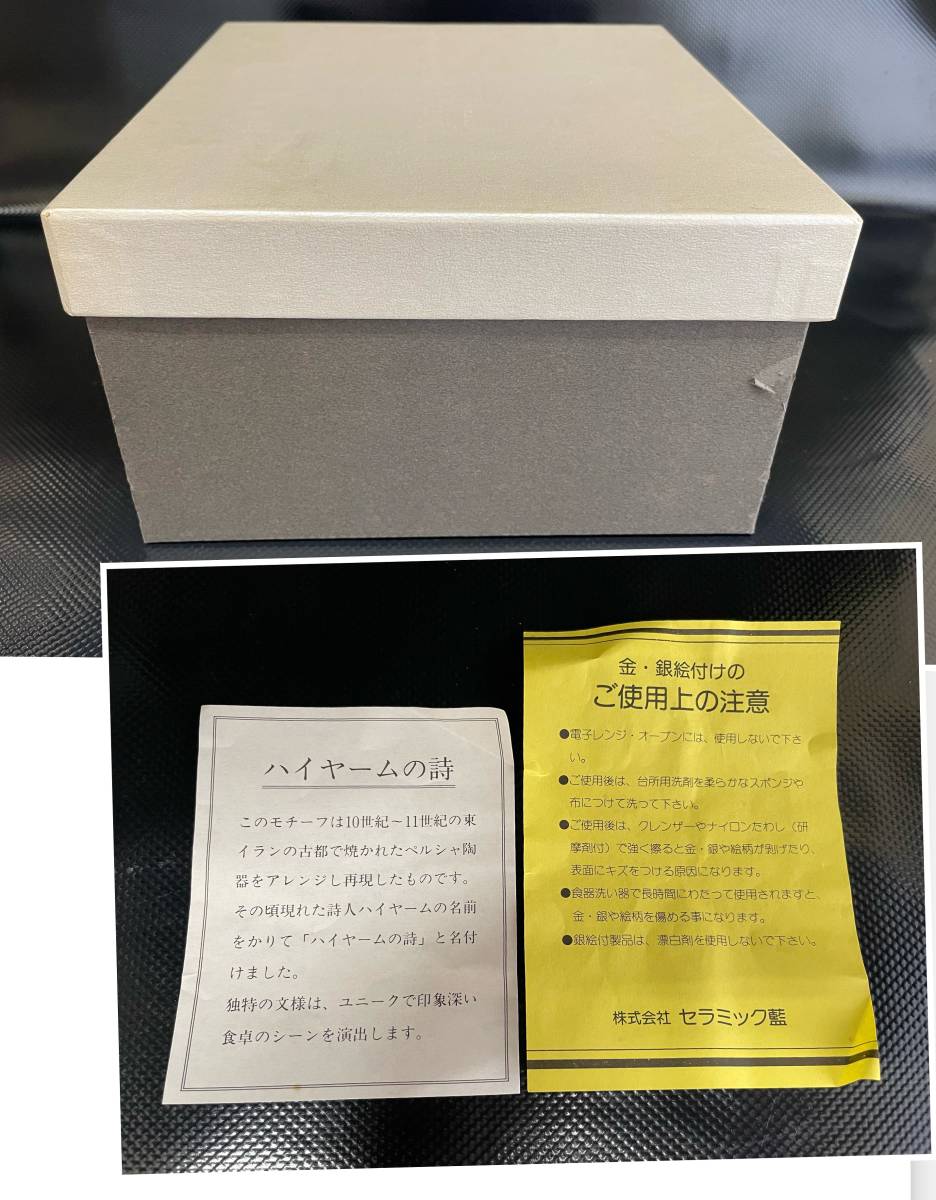 ハイヤームの詩
このモチーフは10世紀～11世紀の東
イランの古都で焼かれたペルシャ陶
器をアレンジし再現したものです。
その頃現れた詩人ハイヤームの名前
をかりて「ハイヤームの詩」と名付
けました。
独特の文様は、ユニークで印象深い
食卓のシーンを演出します。
金・銀絵付けの
ご使用上の注意
●電子レンジ・オーブンには、使用しないで下さ
い。
●ご使用後は、台所用洗剤を柔らかなスポンジや
布につけて洗って下さい。
●ご使用後は、クレンザーやナイロンたわし（研
摩剤付）で強く擦ると金・銀や絵柄が剥げたり、
表面にキズをつける原因になります。
●食器洗い器で長時間にわたって使用されますと、
金・銀や絵柄を傷める事になります。
●銀絵付製品は、漂白剤を使用しないで下さい。
株式会社 セラミック藍